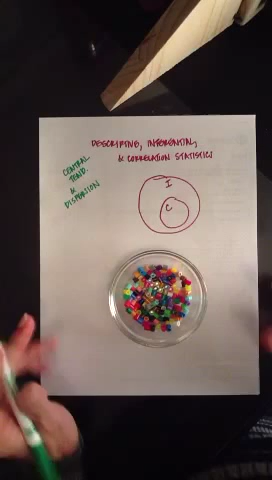 DESCRIPTIVE, INFERENTIAL,
& CORRELATION STATISTICS
CENTRAL
TEND.
&
DISPERSION
I
C